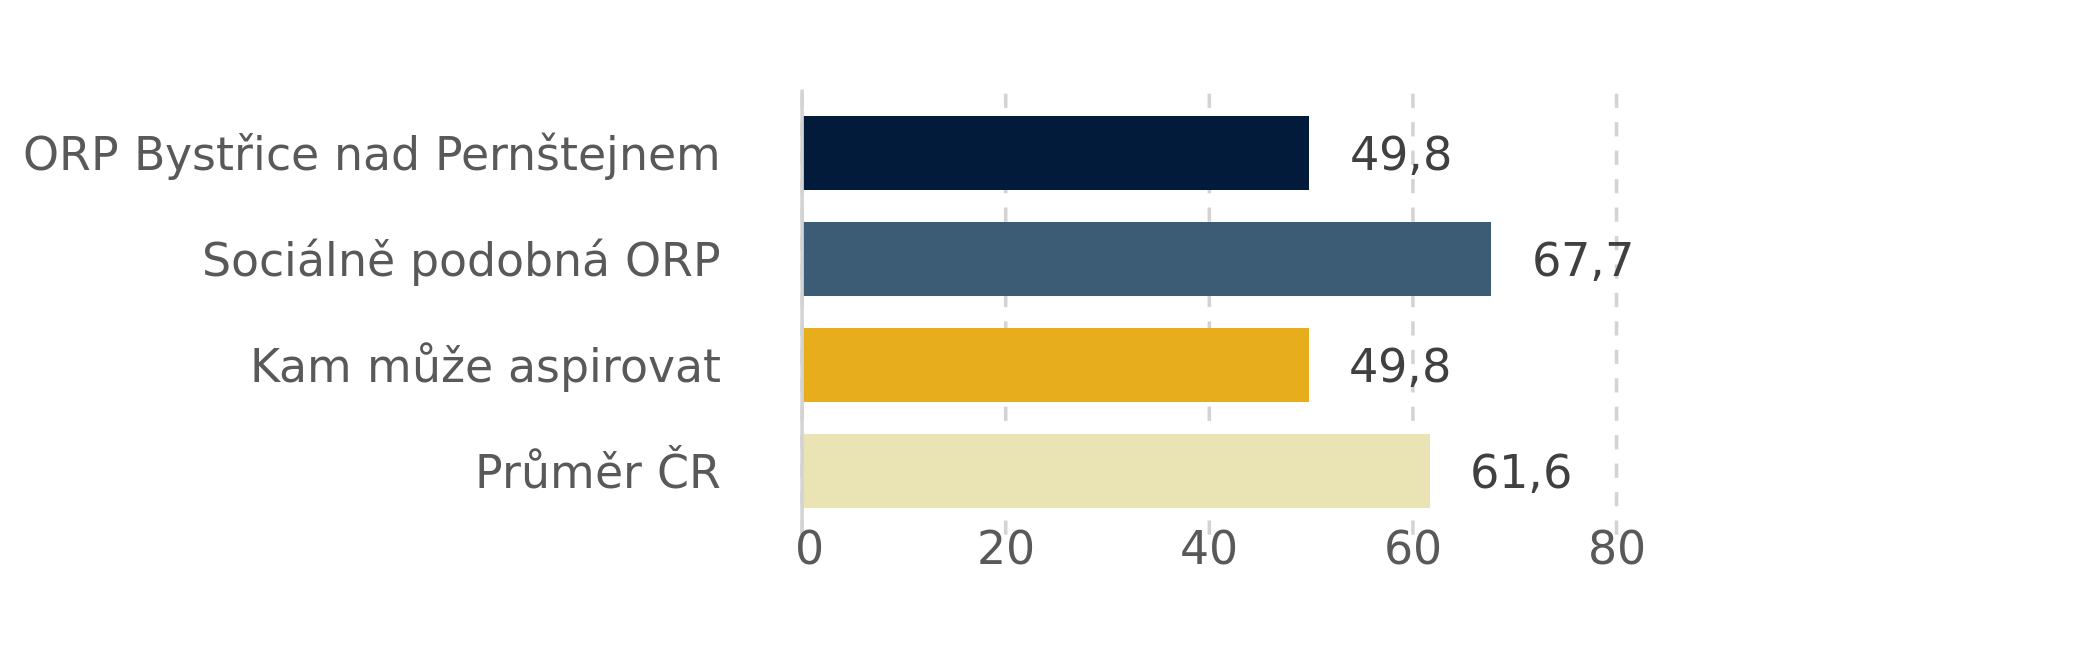 ORP Bystřice nad Pernštejnem 49,8
Sociálně podobná ORP 67,7
Kam může aspirovat 49,8
Průměr ČR 61,6
0 20 40 60 80